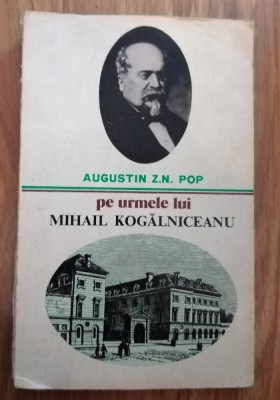 AUGUSTIN Z.N. POP
pe urmele lui
MIHAIL KOGĂLNICEANU